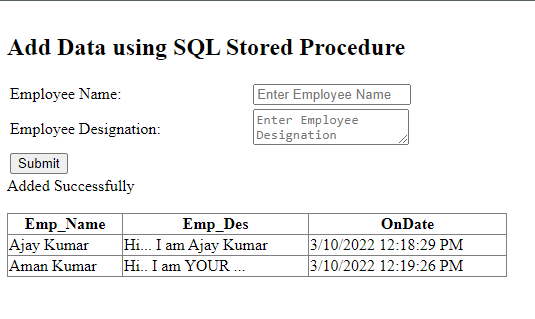 Add Data using SQL Stored Procedure
Employee Name: Enter Employee Name
Employee Designation: Enter Employee
Designation
Submit
Added Successfully
Emp_Name Emp_Des OnDate
Ajay Kumar Hi... I am Ajay Kumar 3/10/2022 12:18:29 PM
Aman Kumar Hi.. I am YOUR ... 3/10/2022 12:19:26 PM